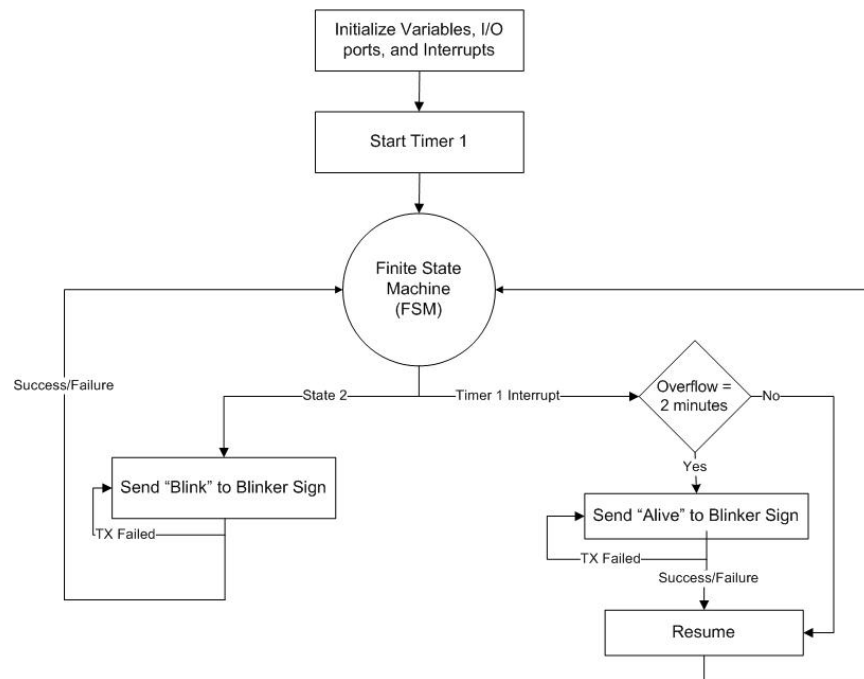 Initialize Variables, I/O
ports, and Interrupts
Start Timer 1
Finite State
Machine
(FSM)
Success/Failure
State 2
Timer 1 Interrupt
Overflow =
2 minutes
No
Yes
Send “Blink” to Blinker Sign
TX Failed
Send “Alive” to Blinker Sign
TX Failed
Success/Failure
Resume